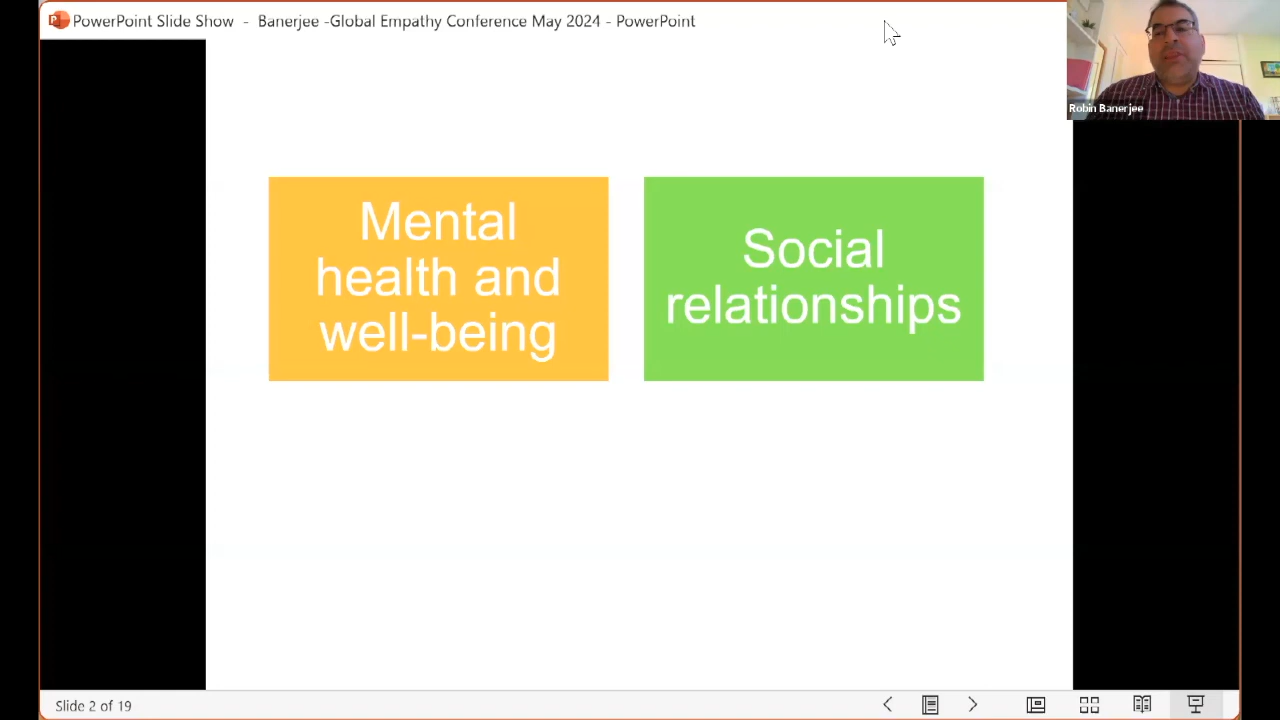 PowerPoint Slide Show - Banerjee -Global Empathy Conference May 2024 - PowerPoint
Robin Banerjee
Mental
health and
well-being
Social
relationships
Slide 2 of 19